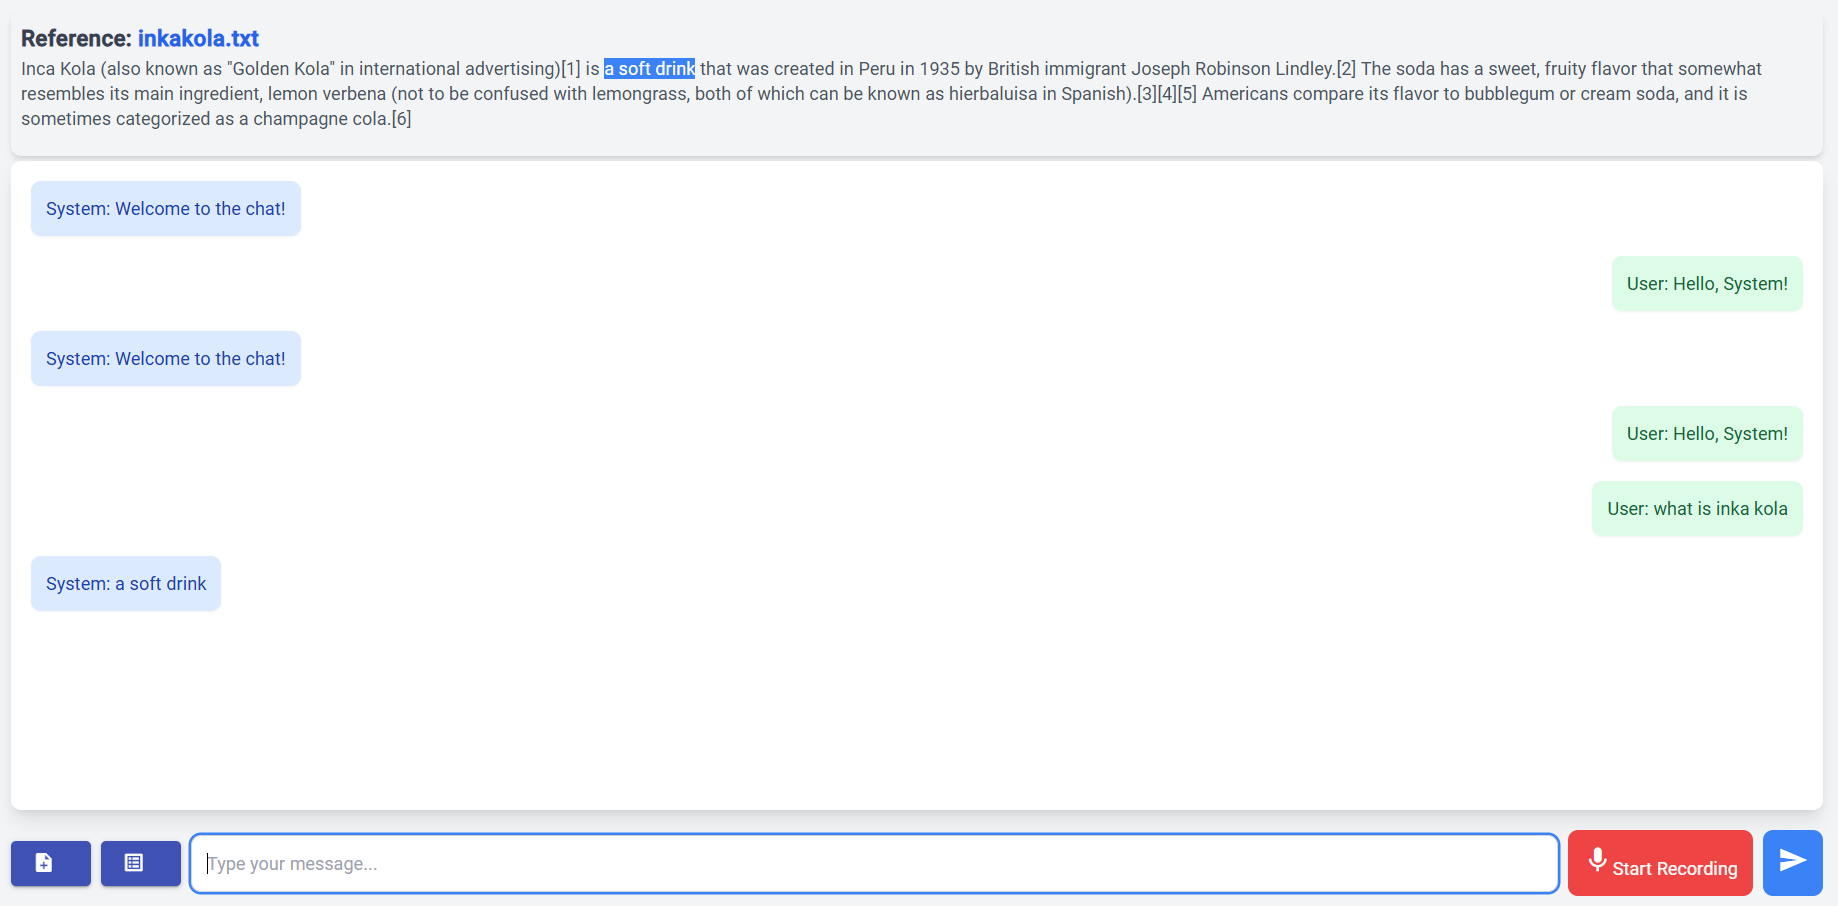 Reference: inkakola.txt
Inca Kola (also known as "Golden Kola" in international advertising)[1] is a soft drink that was created in Peru in 1935 by British immigrant Joseph Robinson Lindley.[2] The soda has a sweet, fruity flavor that somewhat
resembles its main ingredient, lemon verbena (not to be confused with lemongrass, both of which can be known as hierbaluisa in Spanish).[3][4][5] Americans compare its flavor to bubblegum or cream soda, and it is
sometimes categorized as a champagne cola.[6]
System: Welcome to the chat!
User: Hello, System!
System: Welcome to the chat!
User: Hello, System!
User: what is inka kola
System: a soft drink
Type your message...
Start Recording